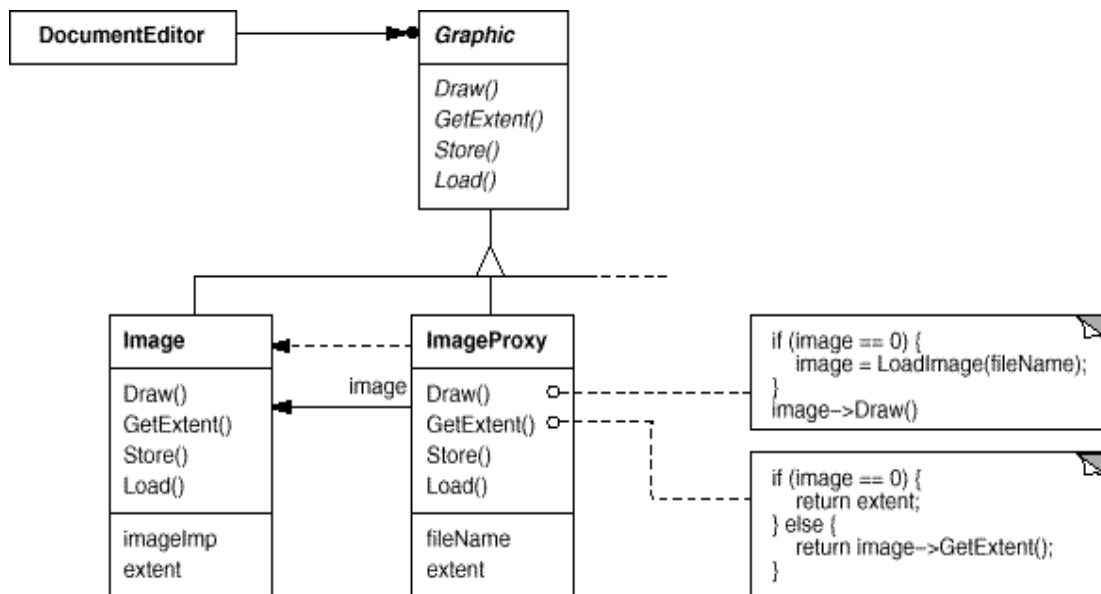 DocumentEditor
Graphic
Draw()
GetExtent()
Store()
Load()
Image
Draw()
GetExtent()
Store()
Load()
imageImp
extent
image
ImageProxy
Draw()
GetExtent()
Store()
Load()
fileName
extent
if (image == 0) {
image = LoadImage(fileName);
}
image->Draw()
if (image == 0) {
return extent;
} else {
return image->GetExtent();
}